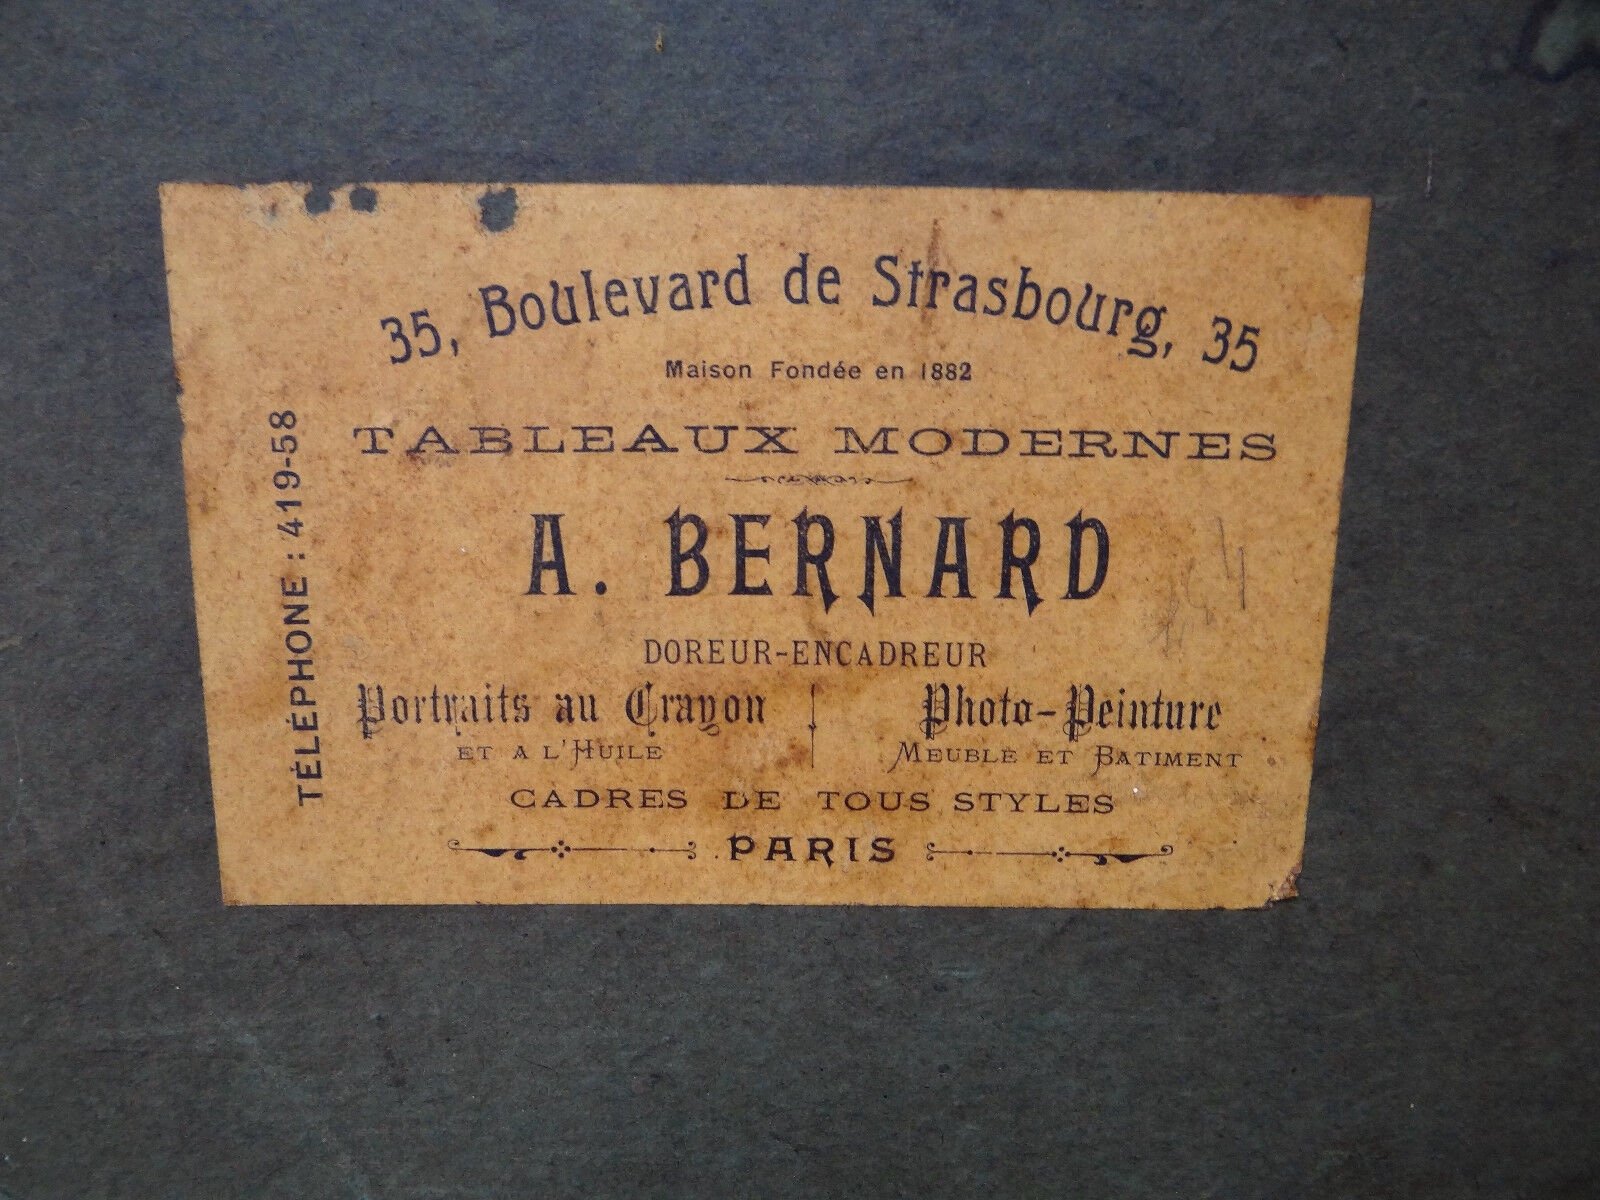 35, Boulevard de Strasbourg, 35
Maison Fondée en 1882
TABLEAUX MODERNES
A. BERNARD
DOREUR-ENCADREUR
Portraits au Crayon
ET A L'HUILE
Photo-Peinture
MEUBLE ET BATIMENT
CADRES DE TOUS STYLES
PARIS
TÉLÉPHONE : 419-58